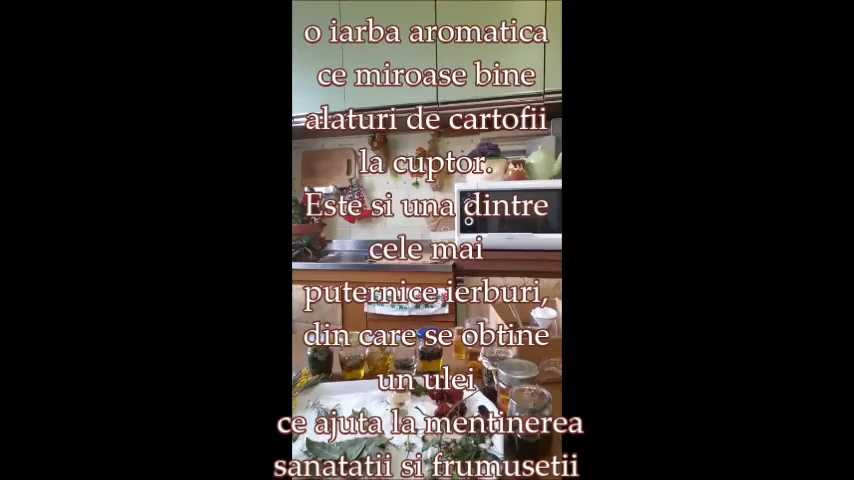 o iarba aromatica
ce miroase bine
alaturi de cartofii
la cuptor.
Este si una dintre
cele mai
puternice ierburi,
din care se obtine
un ulei
ce ajuta la mentinerea
sanatatii si frumusetii